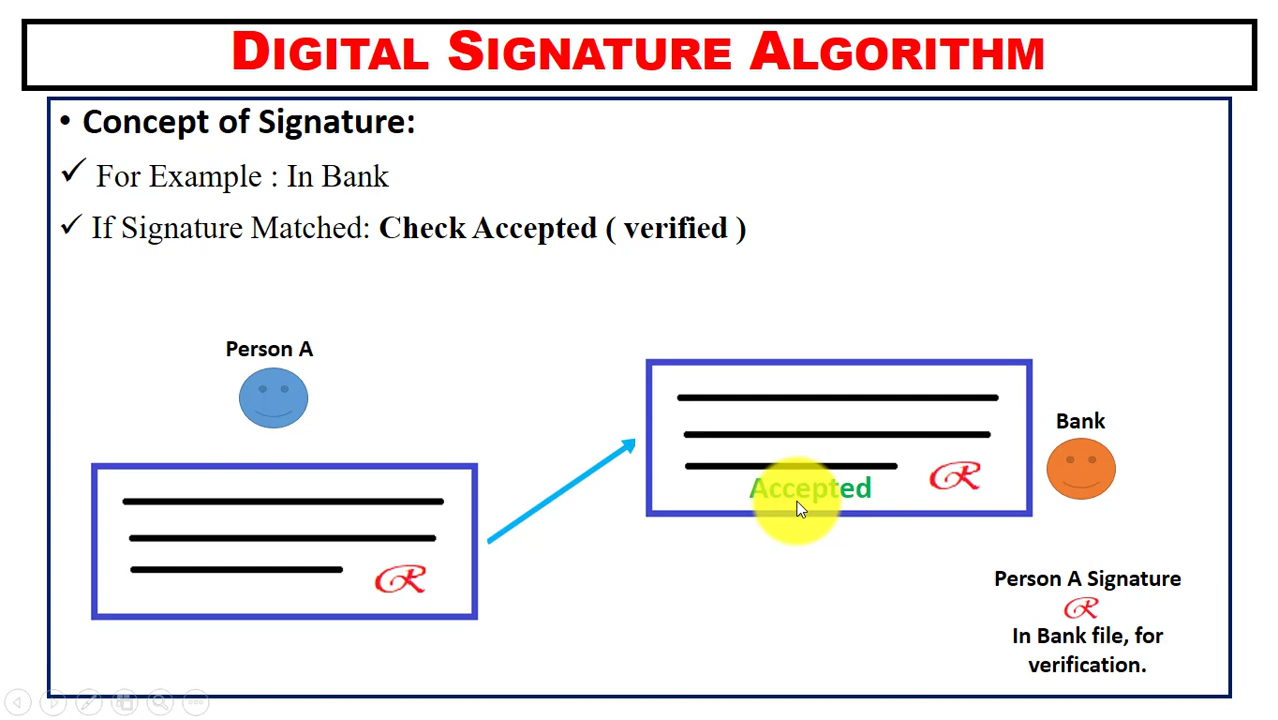 DIGITAL SIGNATURE ALGORITHM
• Concept of Signature:
✓ For Example : In Bank
✓ If Signature Matched: Check Accepted ( verified )
Person A
Bank
Accepted
R
R
Person A Signature
R
In Bank file, for
verification.